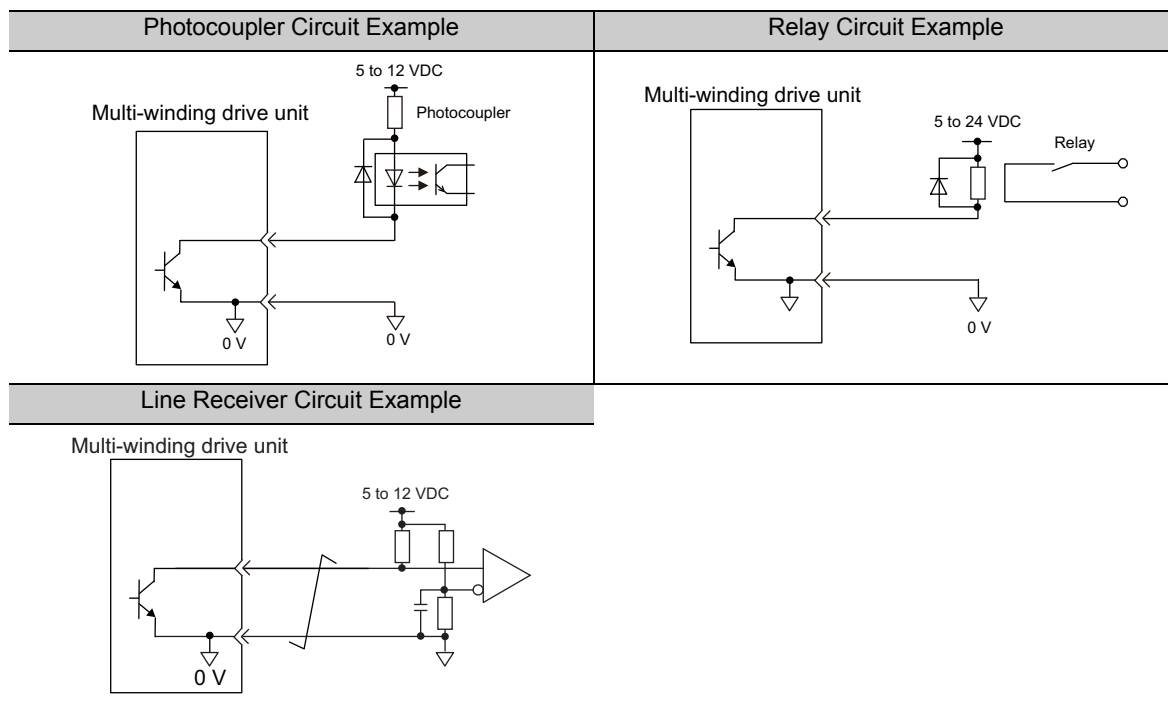 Photocoupler Circuit Example
Relay Circuit Example
5 to 12 VDC
Multi-winding drive unit
Photocoupler
0 V
0 V
Multi-winding drive unit
5 to 24 VDC
Relay
0 V
Line Receiver Circuit Example
Multi-winding drive unit
5 to 12 VDC
0 V